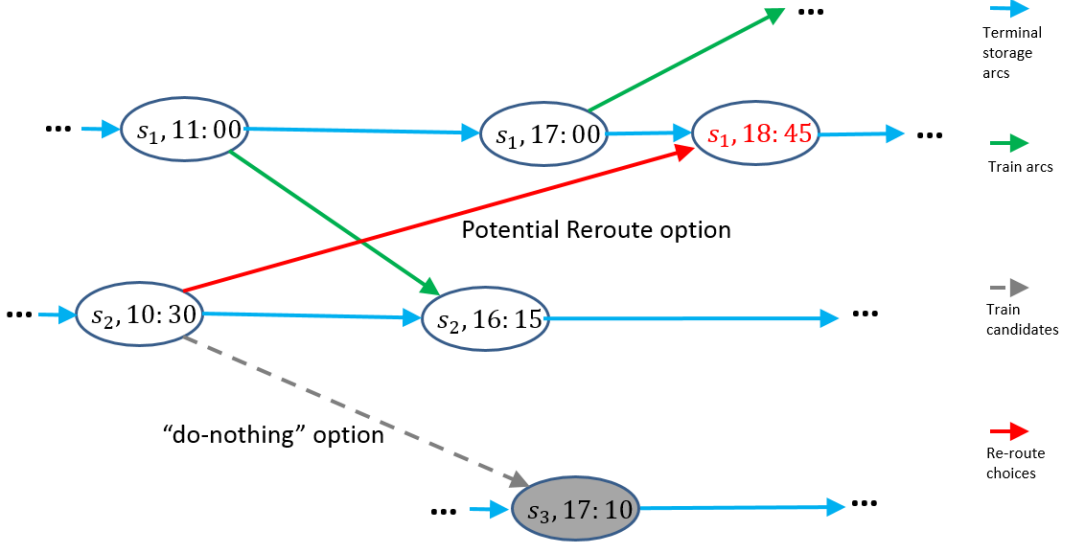 ...
Terminal
storage
arcs
... s₁, 11: 00 s₁, 17: 00 s₁, 18: 45 ...
Train arcs
Potential Reroute option
... s₂, 10: 30 s₂, 16: 15 ...
Train
candidates
“do-nothing” option
Re-route
choices
... s₃, 17: 10 ...